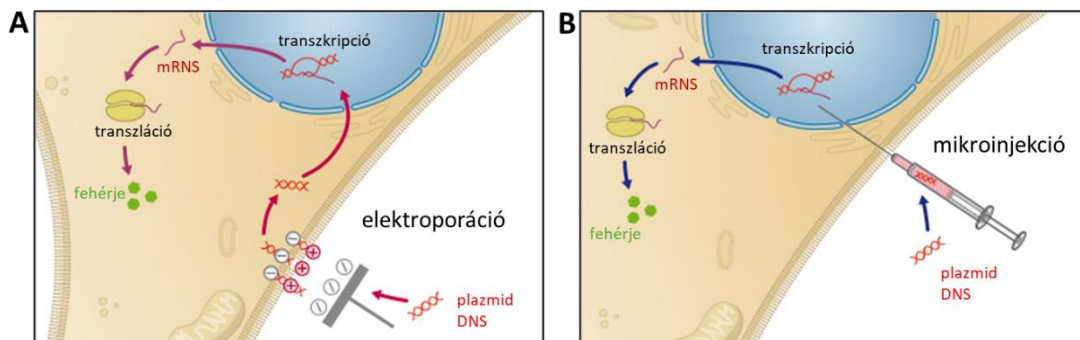 A
transzkripció
mRNS
transzláció
fehérje
elektroporáció
plazmid
DNS
B
transzkripció
mRNS
transzláció
fehérje
mikroinjekció
plazmid
DNS